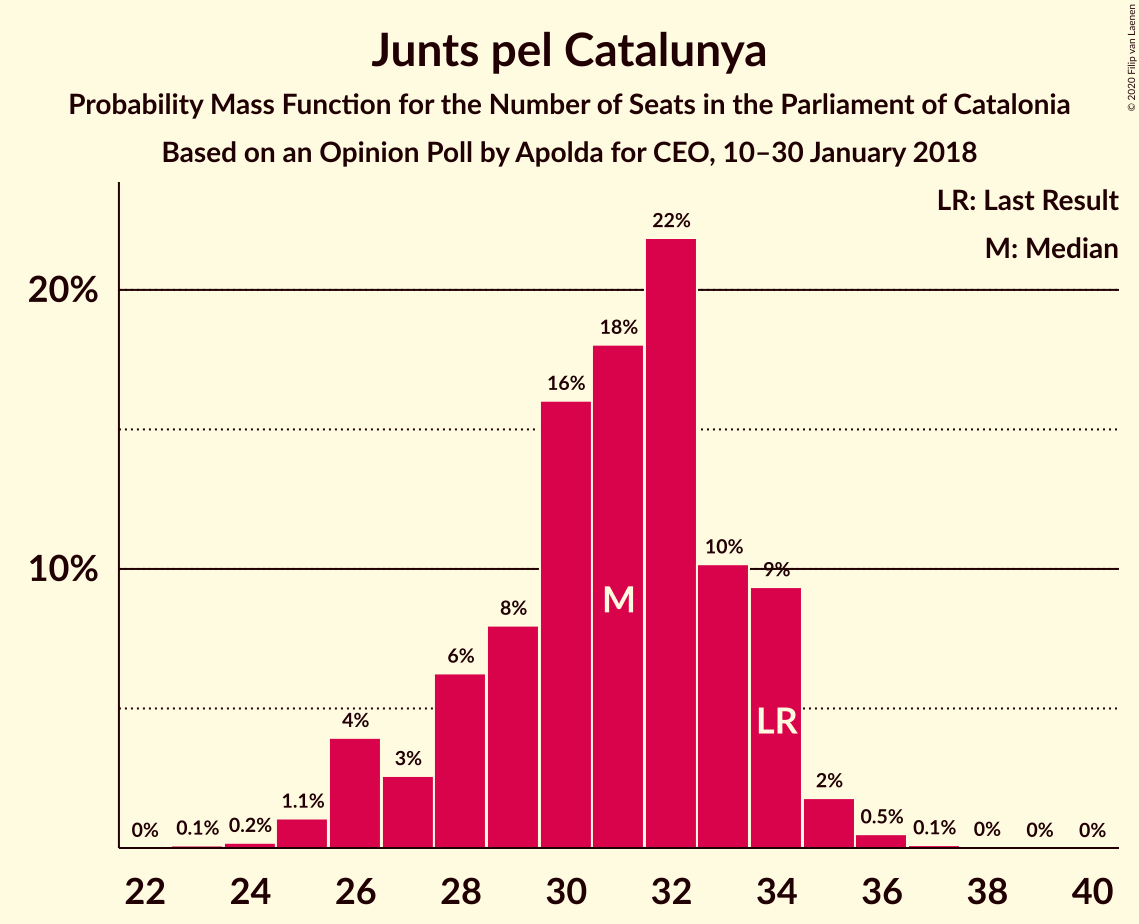 Junts pel Catalunya
Probability Mass Function for the Number of Seats in the Parliament of Catalonia
Based on an Opinion Poll by Apolda for CEO, 10–30 January 2018
© 2020 Filip van Laenen
LR: Last Result
M: Median
20%
10%
0%
0.1%
0.2%
1.1%
4%
3%
6%
8%
16%
18%
22%
10%
9%
2%
0.5%
0.1%
0%
0%
0%
M
LR
22 24 26 28 30 32 34 36 38 40